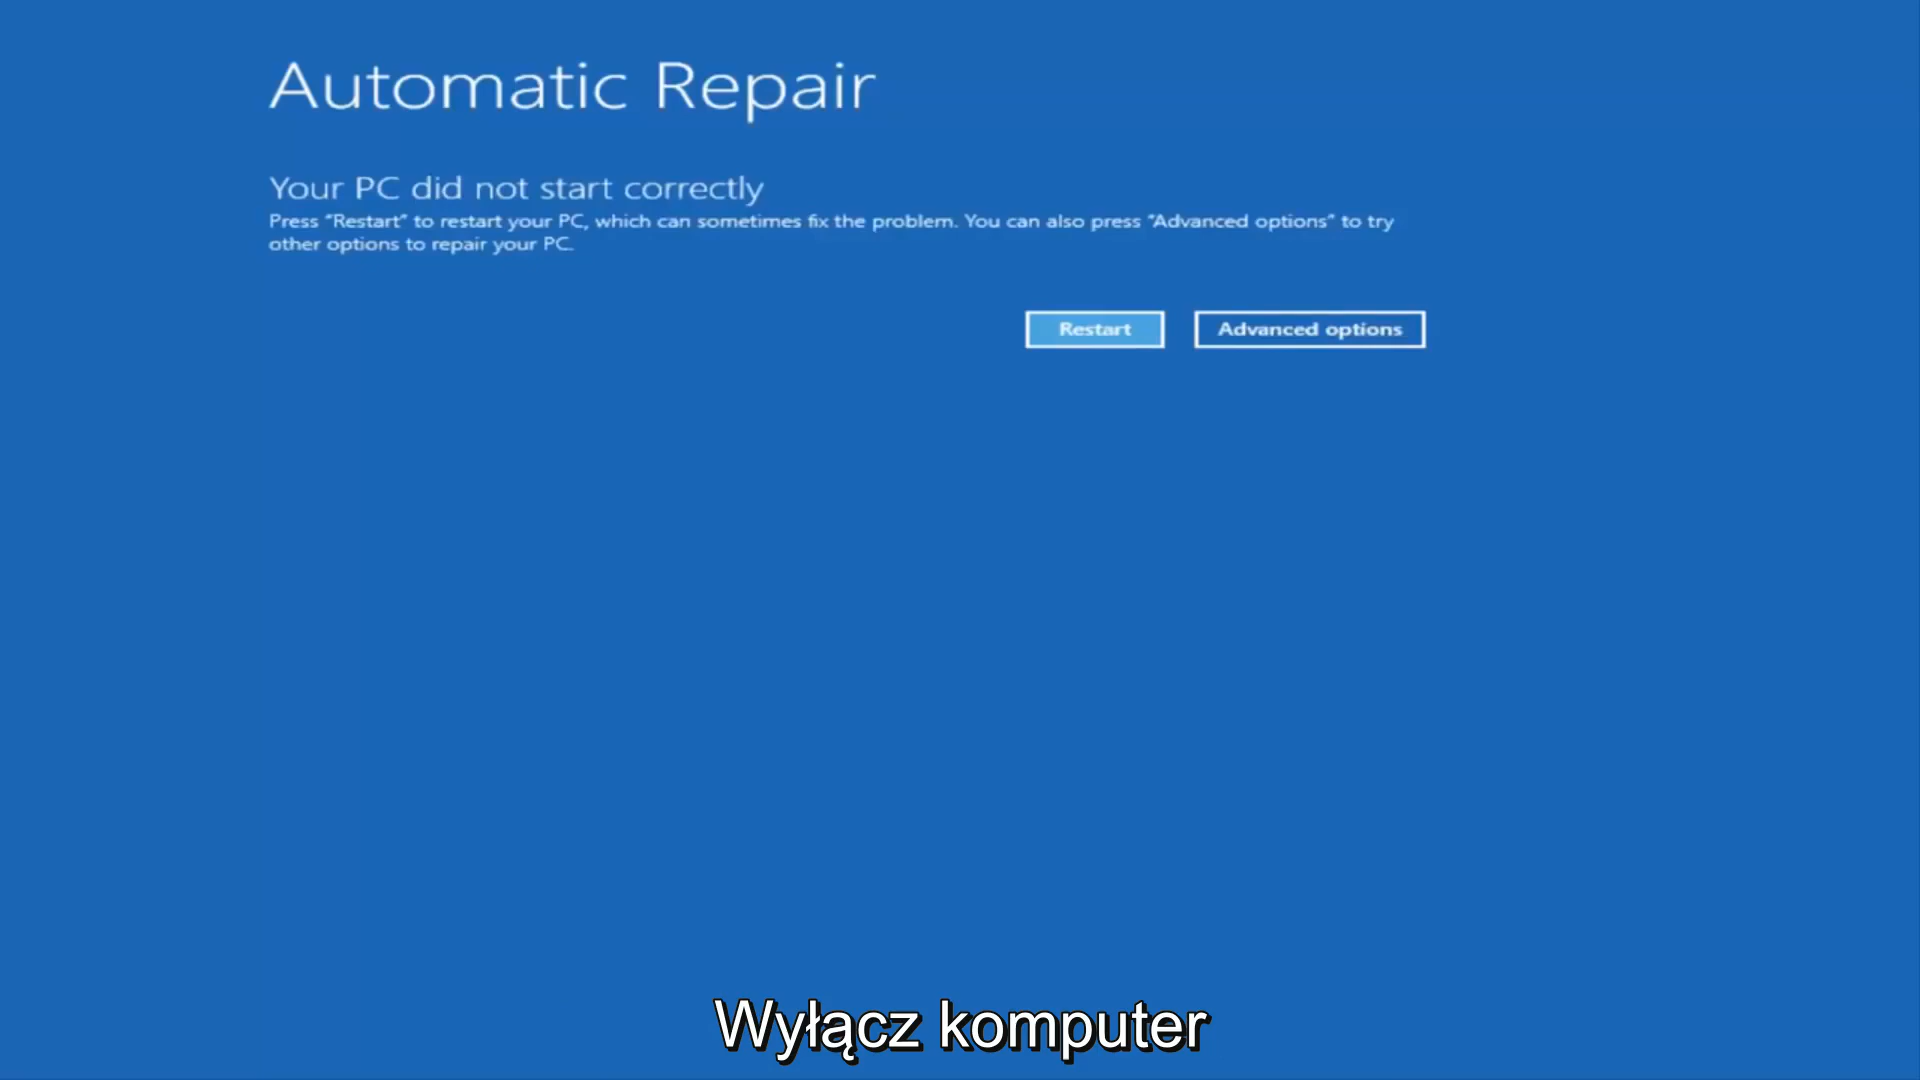 Automatic Repair
Your PC did not start correctly
Press “Restart” to restart your PC, which can sometimes fix the problem. You can also press “Advanced options” to try
other options to repair your PC.
Restart
Advanced options
Wyłącz komputer